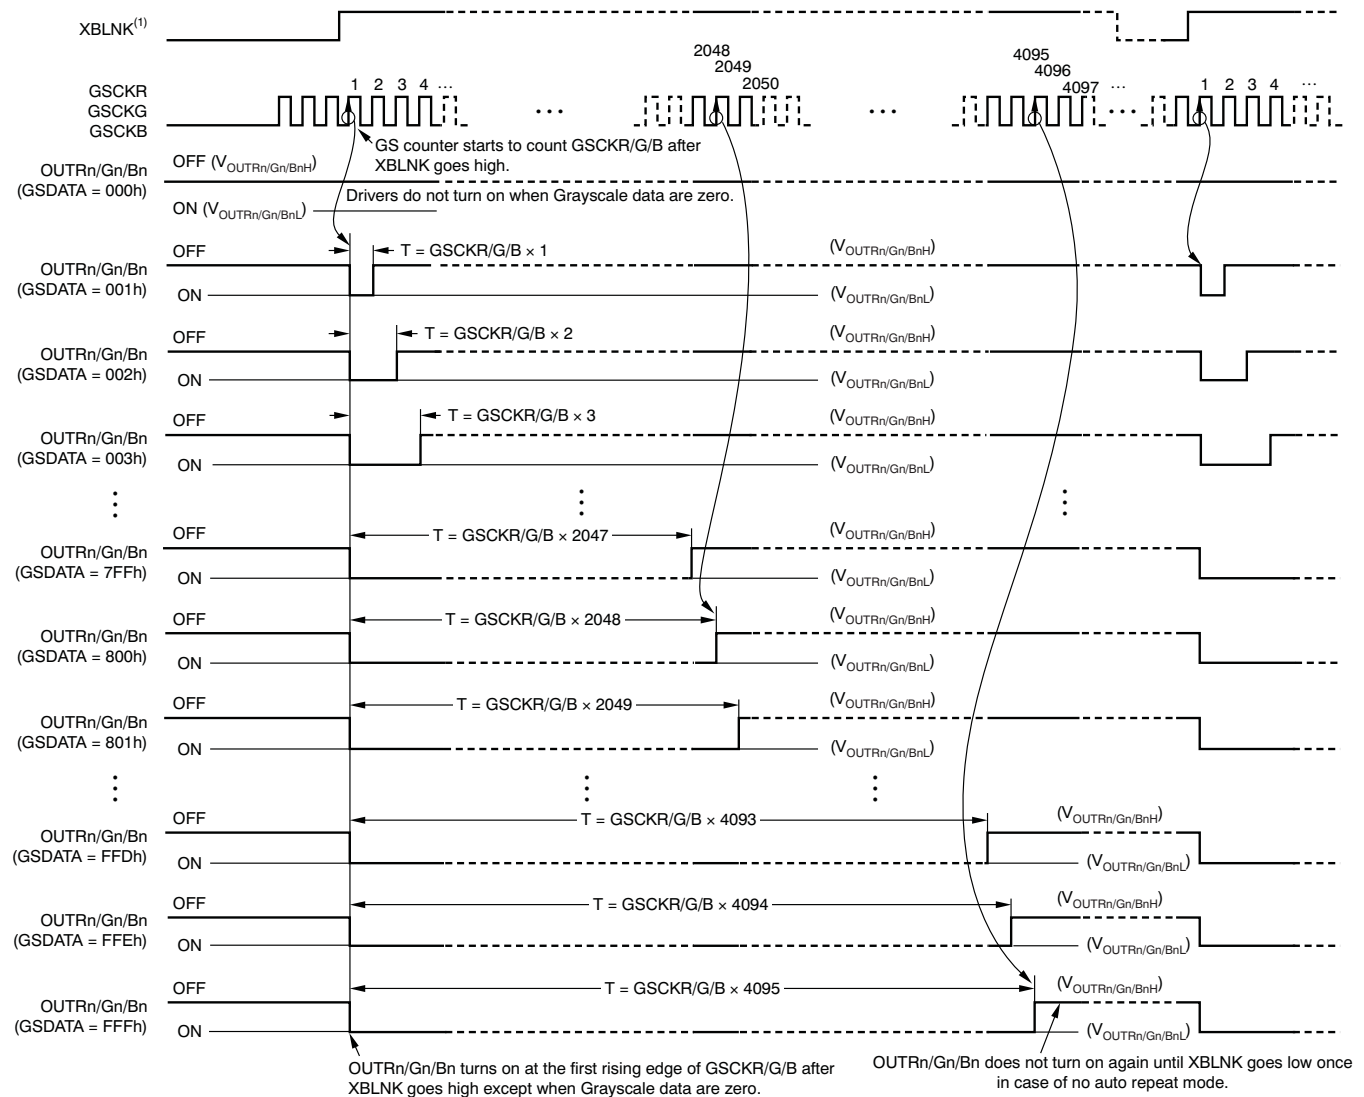 XBLNK(1)
2048
2049
2050
4095
4096
4097
GSCKR
GSCKG
GSCKB
1 2 3 4 ...
...
...
...
...
1 2 3 4 ...
GS counter starts to count GSCKR/G/B after
XBLNK goes high.
OUTRn/Gn/Bn
(GSDATA = 000h)
OFF (VOUTRn/Gn/BnH)
Drivers do not turn on when Grayscale data are zero.
ON (VOUTRn/Gn/BnL)
OUTRn/Gn/Bn
(GSDATA = 001h)
OFF
T = GSCKR/G/B × 1
(VOUTRn/Gn/BnH)
ON
(VOUTRn/Gn/BnL)
OUTRn/Gn/Bn
(GSDATA = 002h)
OFF
T = GSCKR/G/B × 2
(VOUTRn/Gn/BnH)
ON
(VOUTRn/Gn/BnL)
OUTRn/Gn/Bn
(GSDATA = 003h)
OFF
T = GSCKR/G/B × 3
(VOUTRn/Gn/BnH)
ON
(VOUTRn/Gn/BnL)
OUTRn/Gn/Bn
(GSDATA = 7FFh)
OFF
T = GSCKR/G/B × 2047
(VOUTRn/Gn/BnH)
ON
(VOUTRn/Gn/BnL)
OUTRn/Gn/Bn
(GSDATA = 800h)
OFF
T = GSCKR/G/B × 2048
(VOUTRn/Gn/BnH)
ON
(VOUTRn/Gn/BnL)
OUTRn/Gn/Bn
(GSDATA = 801h)
OFF
T = GSCKR/G/B × 2049
(VOUTRn/Gn/BnH)
ON
(VOUTRn/Gn/BnL)
OUTRn/Gn/Bn
(GSDATA = FFDh)
OFF
T = GSCKR/G/B × 4093
(VOUTRn/Gn/BnH)
ON
(VOUTRn/Gn/BnL)
OUTRn/Gn/Bn
(GSDATA = FFEh)
OFF
T = GSCKR/G/B × 4094
(VOUTRn/Gn/BnH)
ON
(VOUTRn/Gn/BnL)
OUTRn/Gn/Bn
(GSDATA = FFFh)
OFF
T = GSCKR/G/B × 4095
(VOUTRn/Gn/BnH)
ON
(VOUTRn/Gn/BnL)
OUTRn/Gn/Bn turns on at the first rising edge of GSCKR/G/B after
XBLNK goes high except when Grayscale data are zero.
OUTRn/Gn/Bn does not turn on again until XBLNK goes low once
in case of no auto repeat mode.